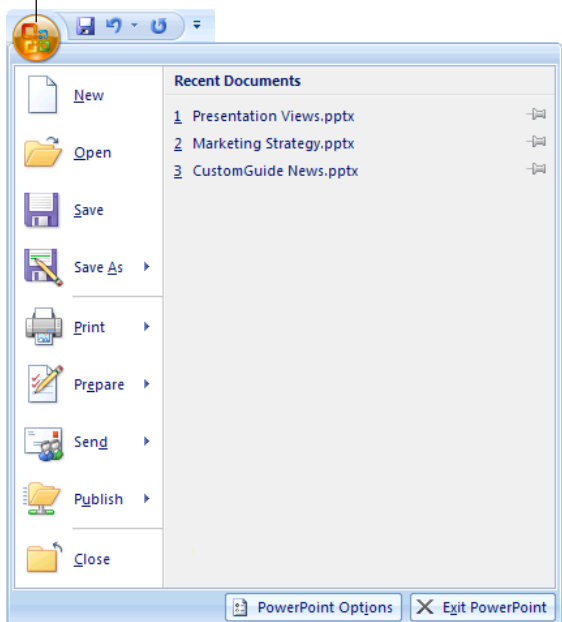 New
Open
Save
Save As
Print
Prepare
Send
Publish
Close
Recent Documents
1 Presentation Views.pptx
2 Marketing Strategy.pptx
3 CustomGuide News.pptx
PowerPoint Options
Exit PowerPoint